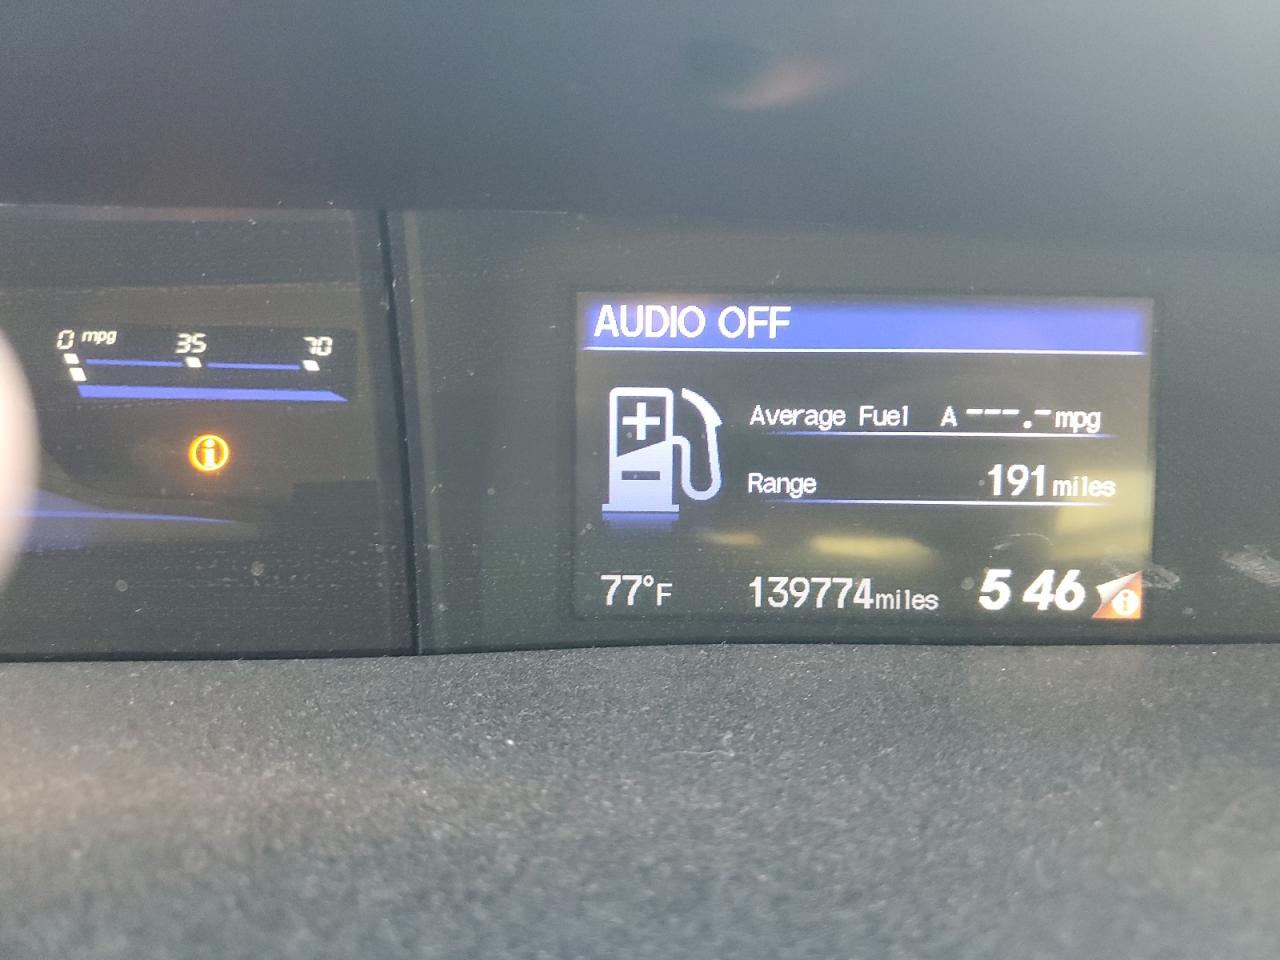 0 mpg 35 70
AUDIO OFF
Average Fuel A ---.- mpg
Range 191 miles
77°F 139774 miles 5 46